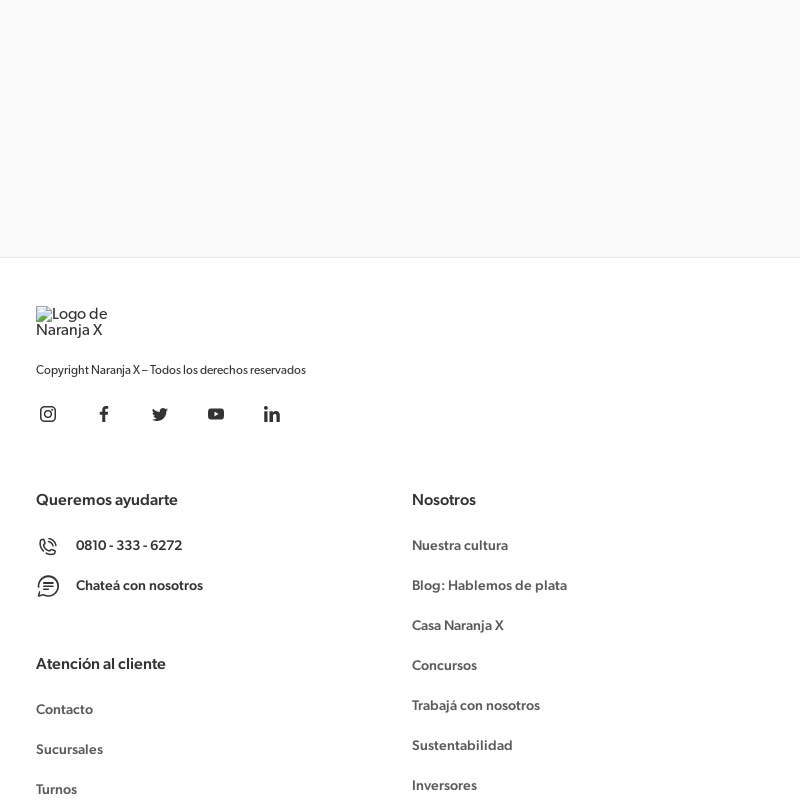 Logo de
Naranja X
Copyright Naranja X – Todos los derechos reservados
Queremos ayudarte
0810 - 333 - 6272
Chateá con nosotros
Atención al cliente
Contacto
Sucursales
Turnos
Nosotros
Nuestra cultura
Blog: Hablemos de plata
Casa Naranja X
Concursos
Trabajá con nosotros
Sustentabilidad
Inversores